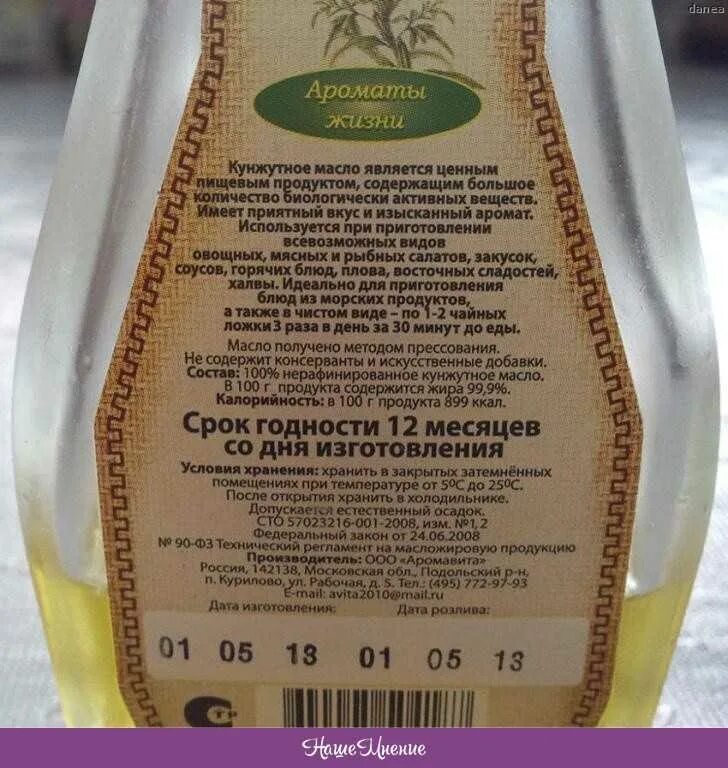 danea
Ароматы
жизни
Кунжутное масло является ценным
пищевым продуктом, содержащим большое
количество биологически активных веществ.
Имеет приятный вкус и изысканный аромат.
Используется при приготовлении
всевозможных видов
овощных, мясных и рыбных салатов, закусок,
соусов, горячих блюд, плова, восточных сладостей,
халвы. Идеально для приготовления
блюд из морских продуктов,
а также в чистом виде – по 1-2 чайных
ложки 3 раза в день за 30 минут до еды.
Масло получено методом прессования.
Не содержит консерванты и искусственные добавки.
Состав: 100% нерафинированное кунжутное масло.
В 100 г продукта содержится жира 99,9%.
Калорийность: в 100 г продукта 899 ккал.
Срок годности 12 месяцев
со дня изготовления
Условия хранения: хранить в закрытых затемнённых
помещениях при температуре от 5ºС до 25ºС.
После открытия хранить в холодильнике.
Допускается естественный осадок.
СТО 57023216-001-2008, изм. №1, 2
Федеральный закон от 24.06.2008
№ 90-ФЗ Технический регламент на масложировую продукцию
Производитель: ООО «Аромавита»
Россия, 142138, Московская обл., Подольский р-н,
п. Курилово, ул. Рабочая, д. 5. Тел.: (495) 772-97-93
E-mail: avita2010@mail.ru
Дата изготовления: Дата розлива:
01 05 13 01 05 13
НашеМнение